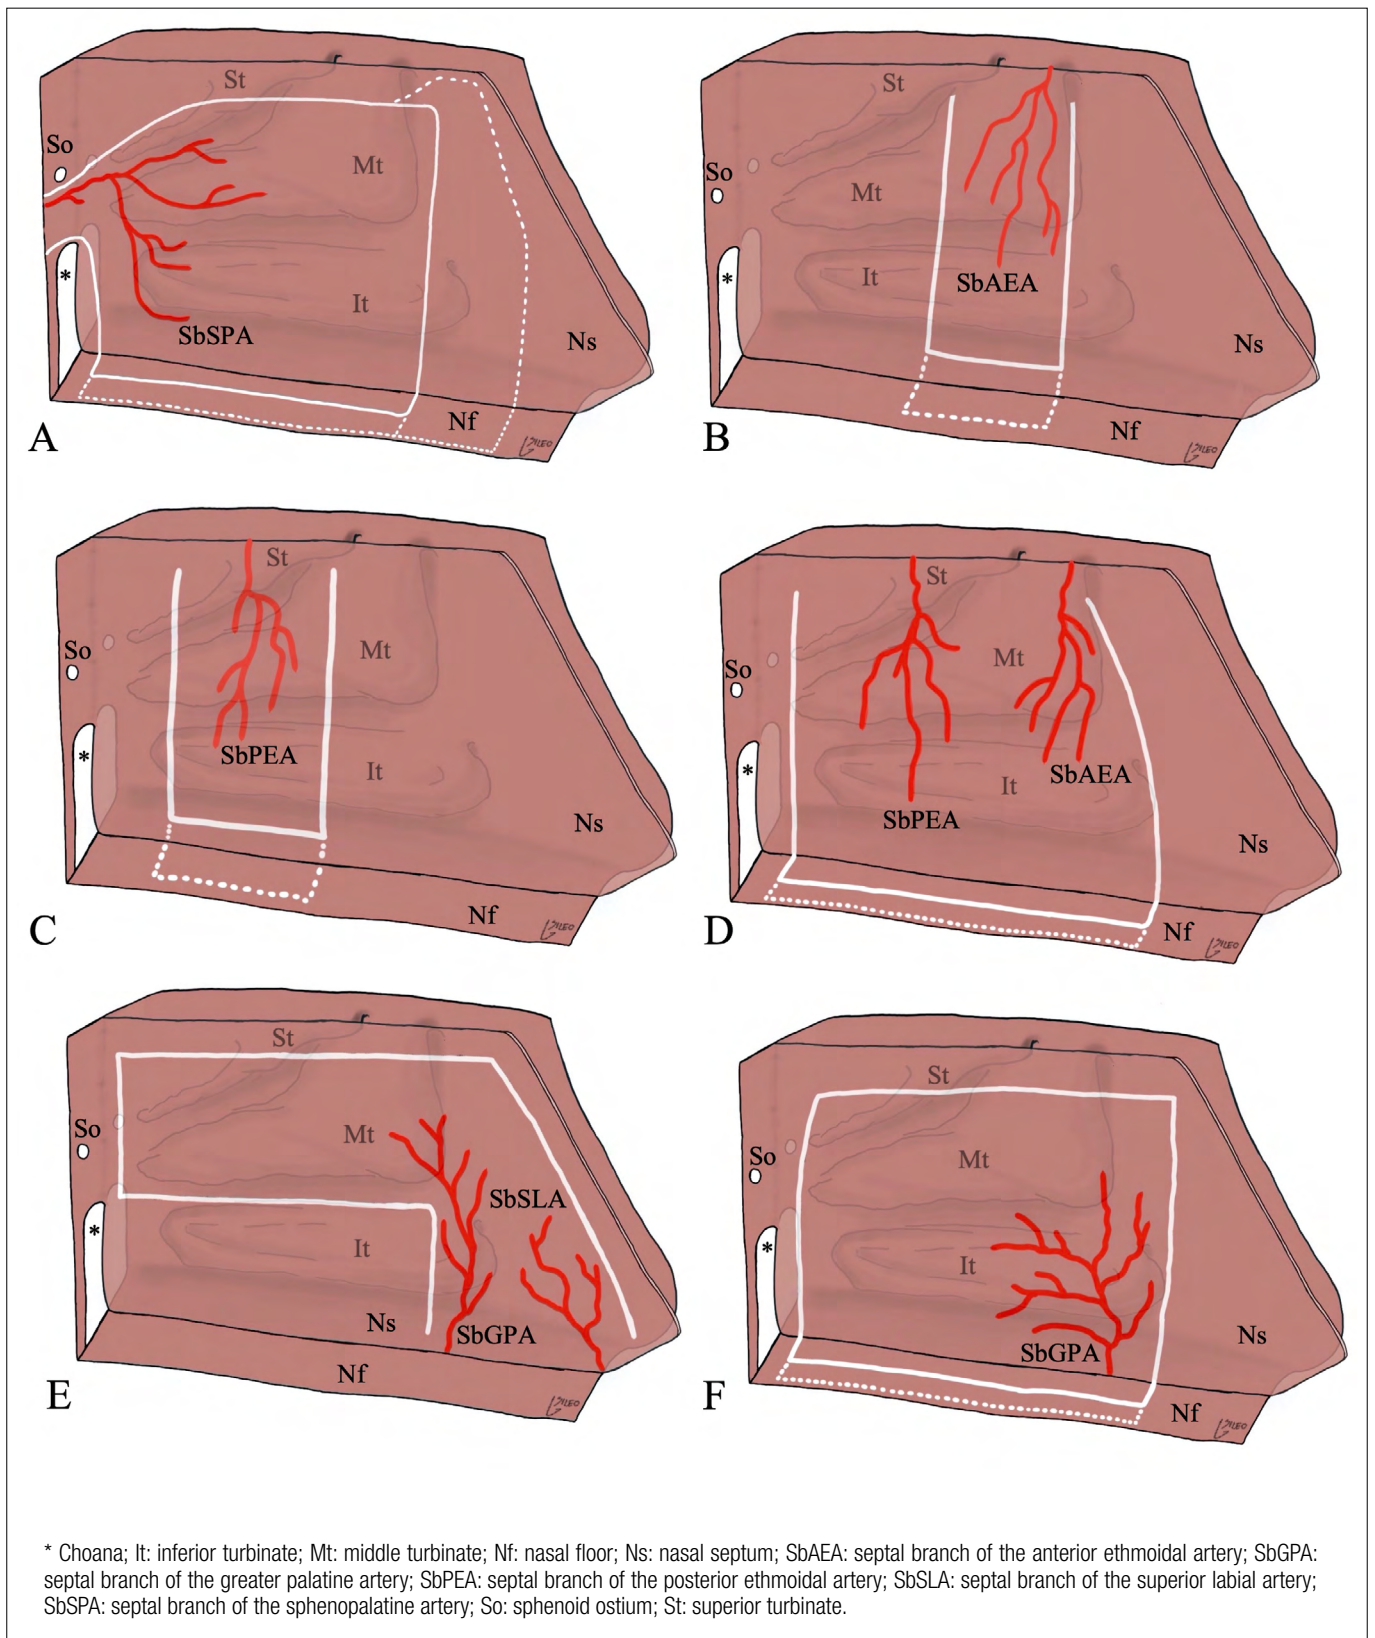 St
So
Mt
It
SbSPA
Ns
Nf
A
St
So
Mt
It
SbAEA
Ns
Nf
B
St
So
Mt
SbPEA
It
Ns
Nf
C
St
So
Mt
SbAEA
It
SbPEA
Ns
Nf
D
St
So
Mt
SbSLA
*
It
Ns
SbGPA
Nf
E
St
So
Mt
*
It
SbGPA
Ns
Nf
F
* Choana; It: inferior turbinate; Mt: middle turbinate; Nf: nasal floor; Ns: nasal septum; SbAEA: septal branch of the anterior ethmoidal artery; SbGPA:
septal branch of the greater palatine artery; SbPEA: septal branch of the posterior ethmoidal artery; SbSLA: septal branch of the superior labial artery;
SbSPA: septal branch of the sphenopalatine artery; So: sphenoid ostium; St: superior turbinate.